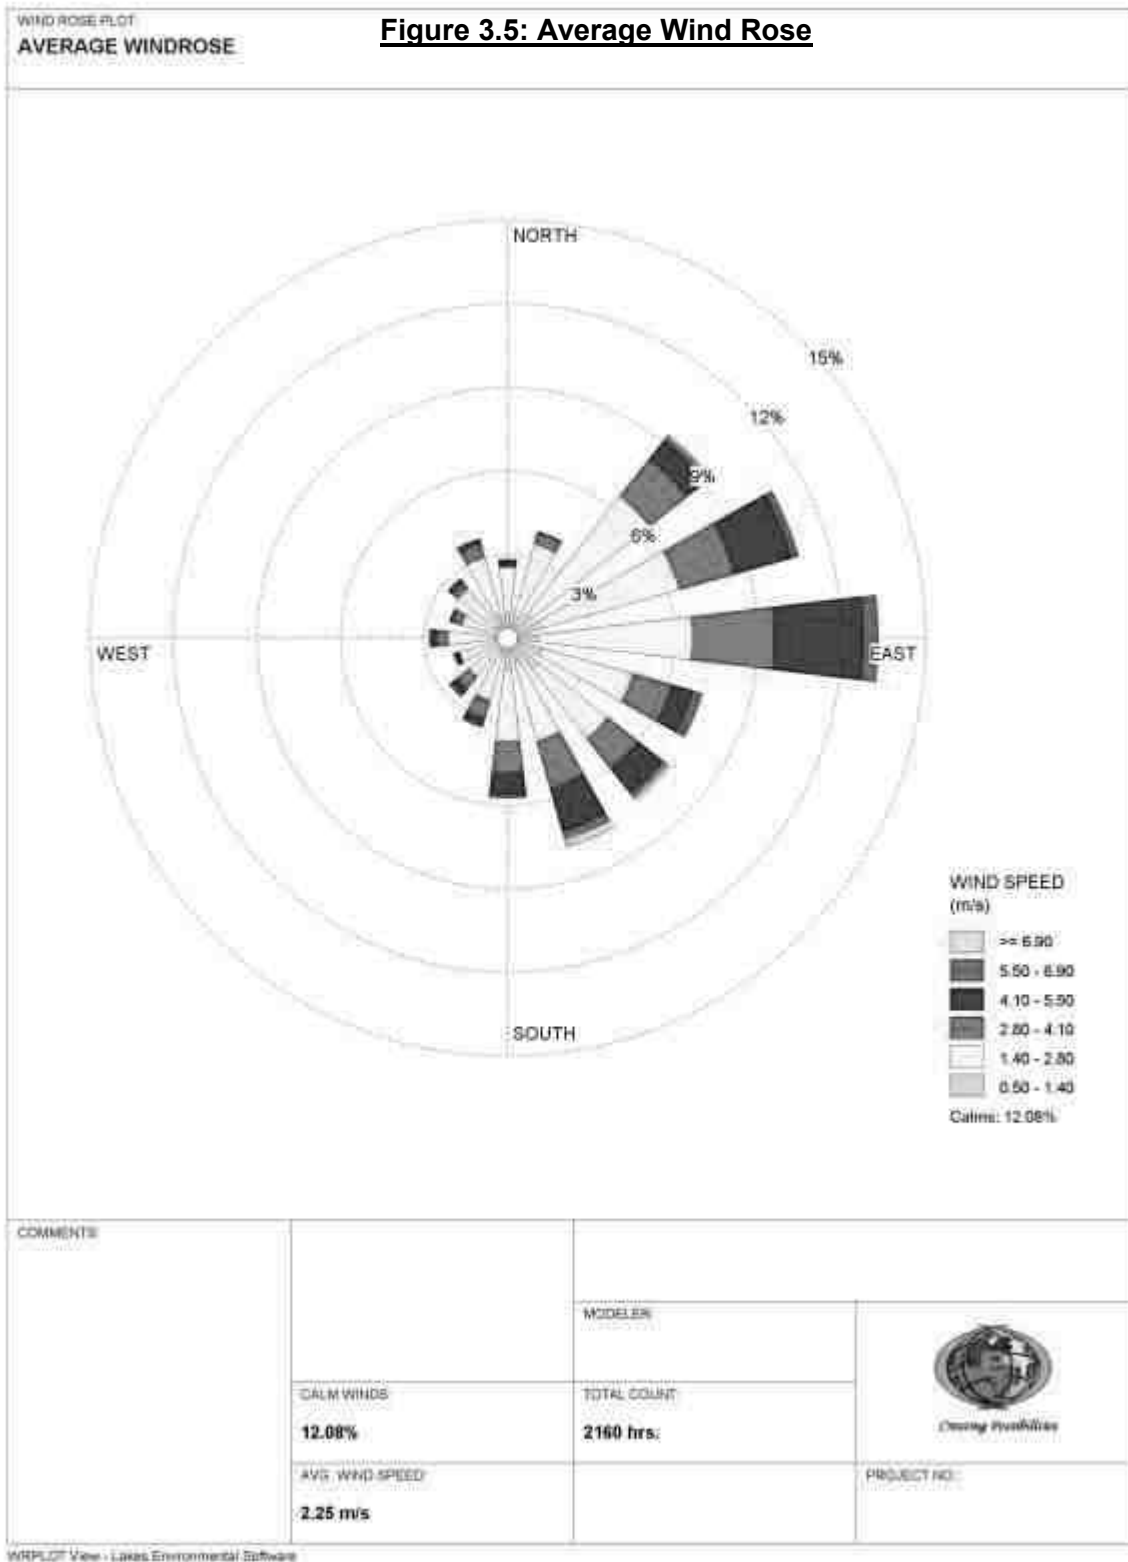 WIND ROSE PLOT:
AVERAGE WINDROSE
Figure 3.5: Average Wind Rose
NORTH
15%
12%
9%
6%
3%
WEST
EAST
SOUTH
WIND SPEED
(m/s)
>= 6.90
5.50 - 6.90
4.10 - 5.50
2.80 - 4.10
1.40 - 2.80
0.50 - 1.40
Calms: 12.08%
COMMENTS:
MODELER:
CALM WINDS:
12.08%
TOTAL COUNT:
2160 hrs.
Creating Possibilities
AVG. WIND SPEED:
2.25 m/s
PROJECT NO.:
WRPLOT View - Lakes Environmental Software